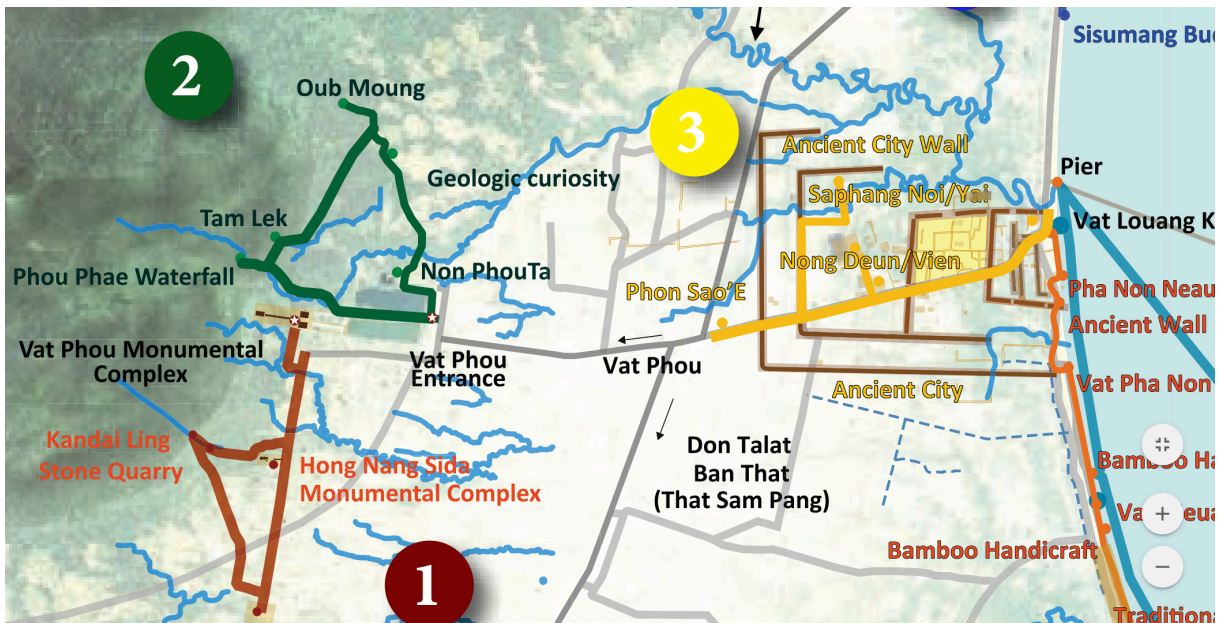 Sisumang
2
Oub Moung
3
Ancient City Wall
Geologic curiosity
Pier
Saphang Noi/Yai
Tam Lek
Vat Louang
Phou Phae Waterfall
Non PhouTa
Nong Deun/Vien
Phon Sao'E
Pha Non Neau
Ancient Wall
Vat Phou Monumental
Complex
Vat Phou
Entrance
Vat Phou
Ancient City
Vat Pha Non
Kandai Ling
Stone Quarry
Hong Nang Sida
Monumental Complex
Don Talat
Ban That
(That Sam Pang)
Bamboo
Bamboo Handicraft
1